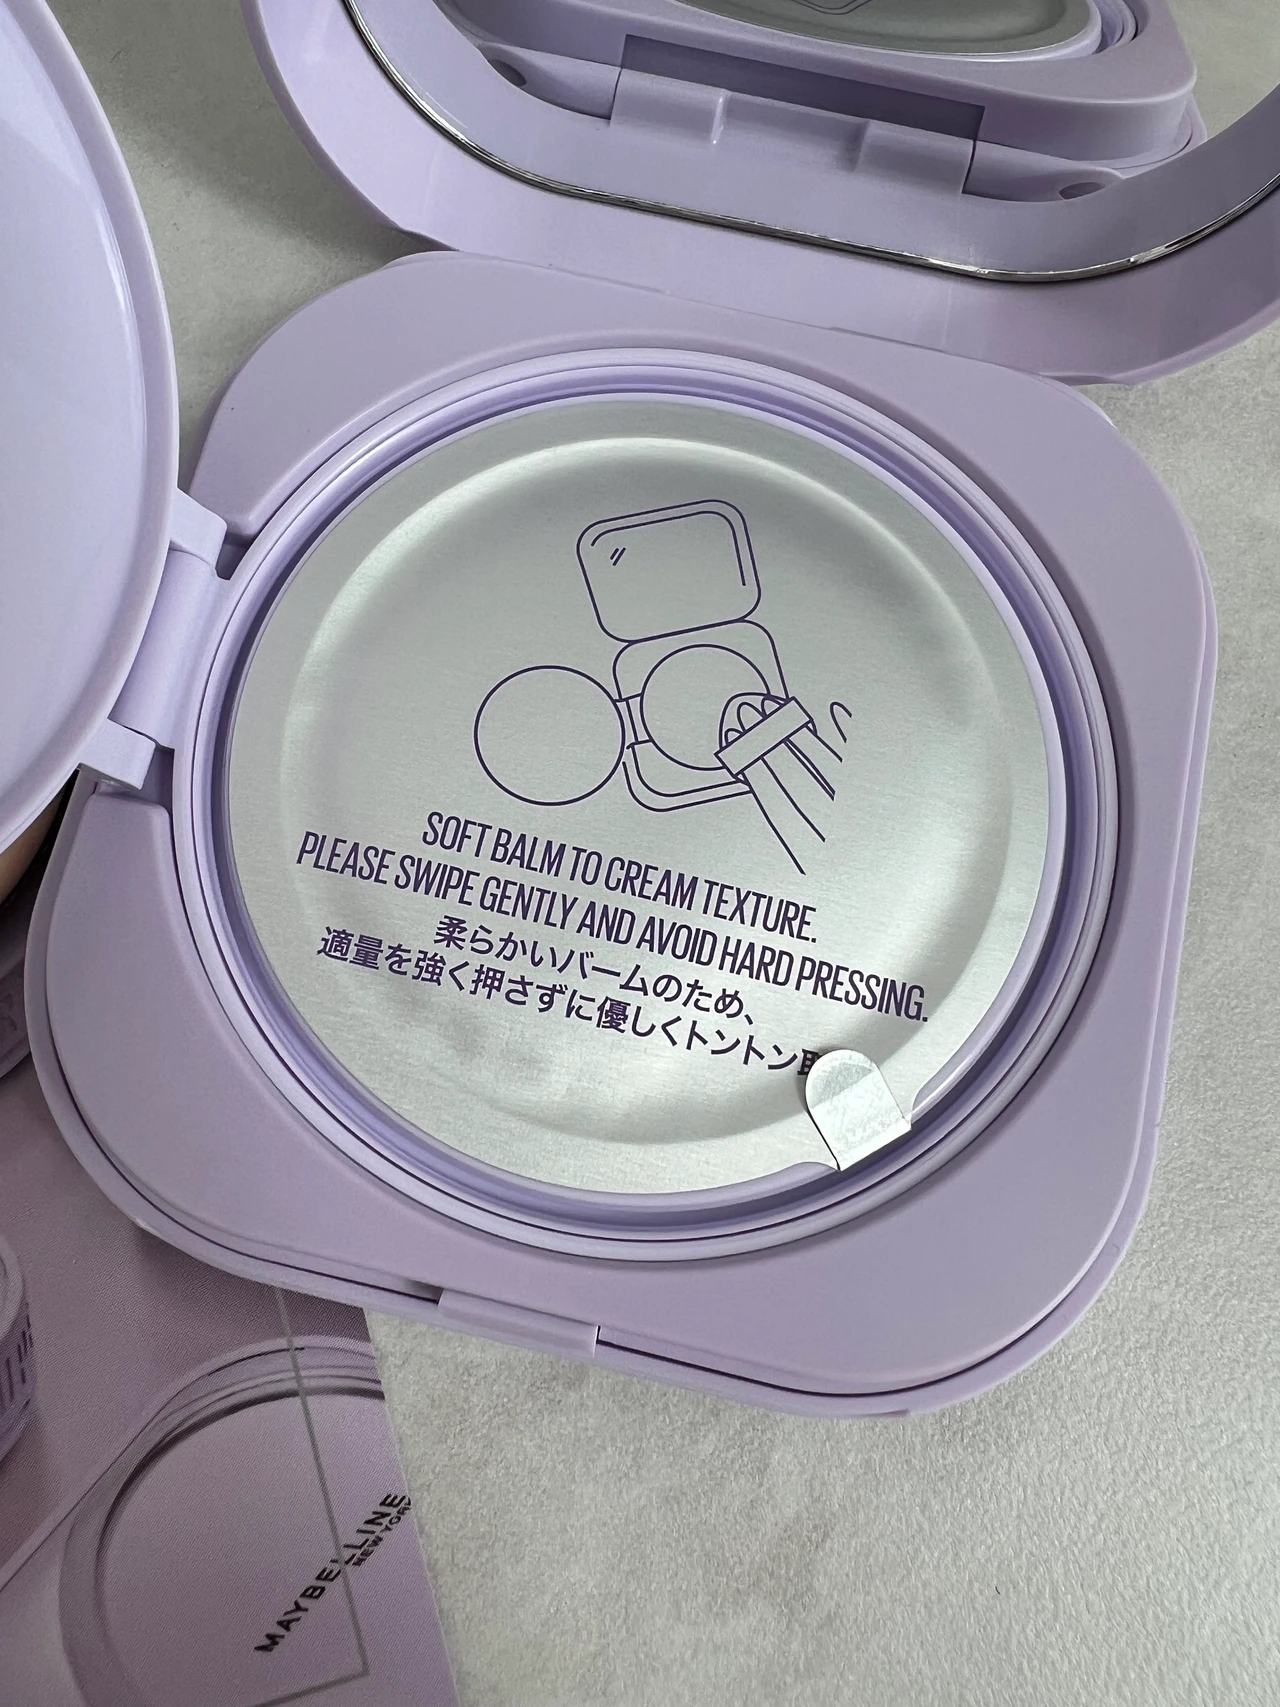 SOFT BALM TO CREAM TEXTURE.
PLEASE SWIPE GENTLY AND AVOID HARD PRESSING.
柔らかいバームのため、
適量を強く押さずに優しくトントン
MAYBELLINE
NEW YORK